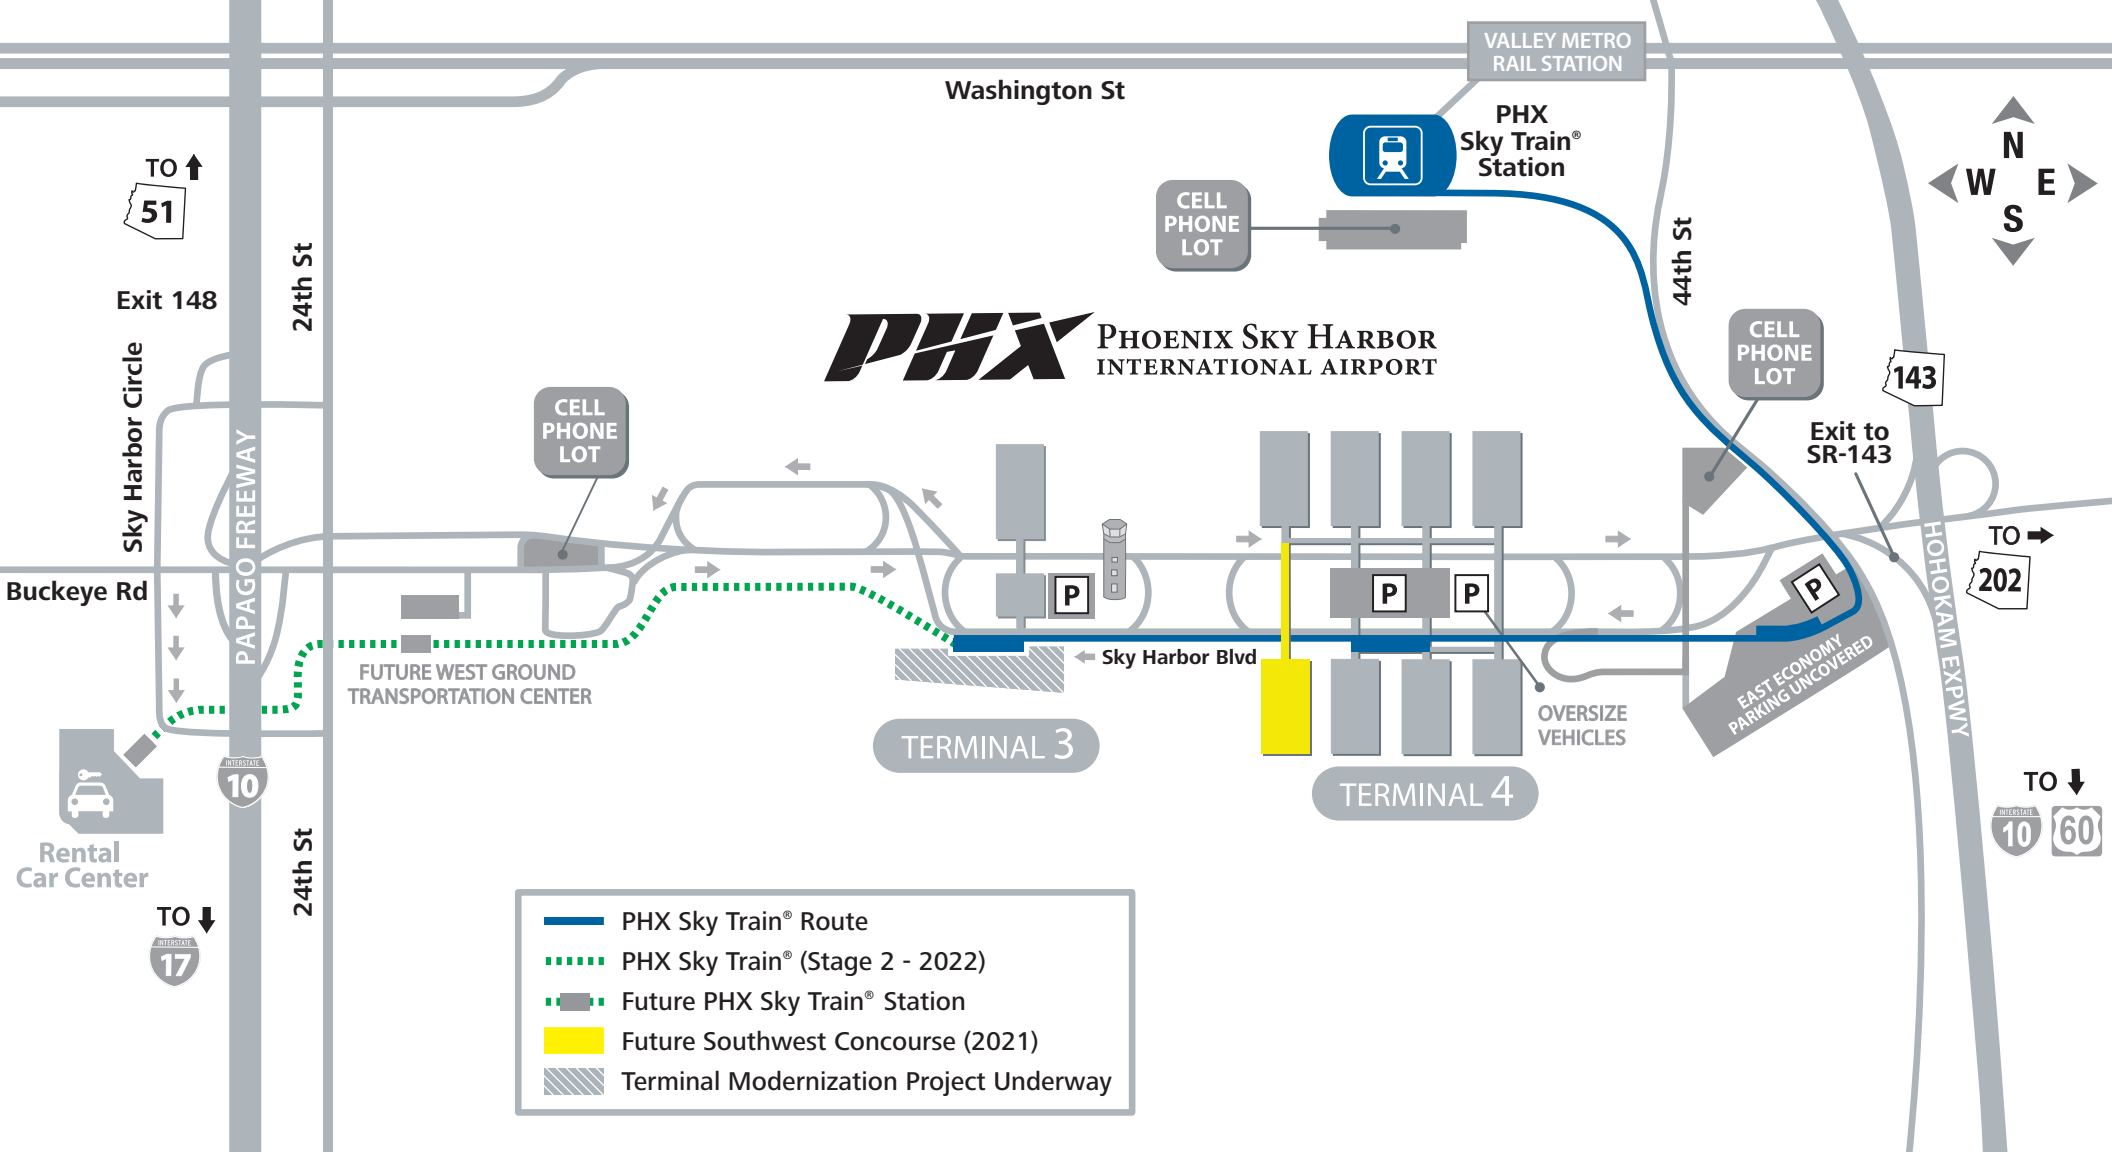 VALLEY METRO
RAIL STATION
Washington St
PHX
Sky Train®
Station
N
W E
S
TO
51
CELL
PHONE
LOT
24th St
44th St
Exit 148
PHX
PHOENIX SKY HARBOR
INTERNATIONAL AIRPORT
CELL
PHONE
LOT
Sky Harbor Circle
143
CELL
PHONE
LOT
Exit to
SR-143
PAPAGO FREEWAY
HOHOKAM EXPWY
TO
202
Buckeye Rd
P
P
P
P
FUTURE WEST GROUND
TRANSPORTATION CENTER
Sky Harbor Blvd
EAST ECONOMY
PARKING UNCOVERED
OVERSIZE
VEHICLES
TERMINAL 3
TERMINAL 4
INTERSTATE
10
TO
INTERSTATE
10
60
Rental
Car Center
24th St
TO
INTERSTATE
17
PHX Sky Train® Route
PHX Sky Train® (Stage 2 - 2022)
Future PHX Sky Train® Station
Future Southwest Concourse (2021)
Terminal Modernization Project Underway